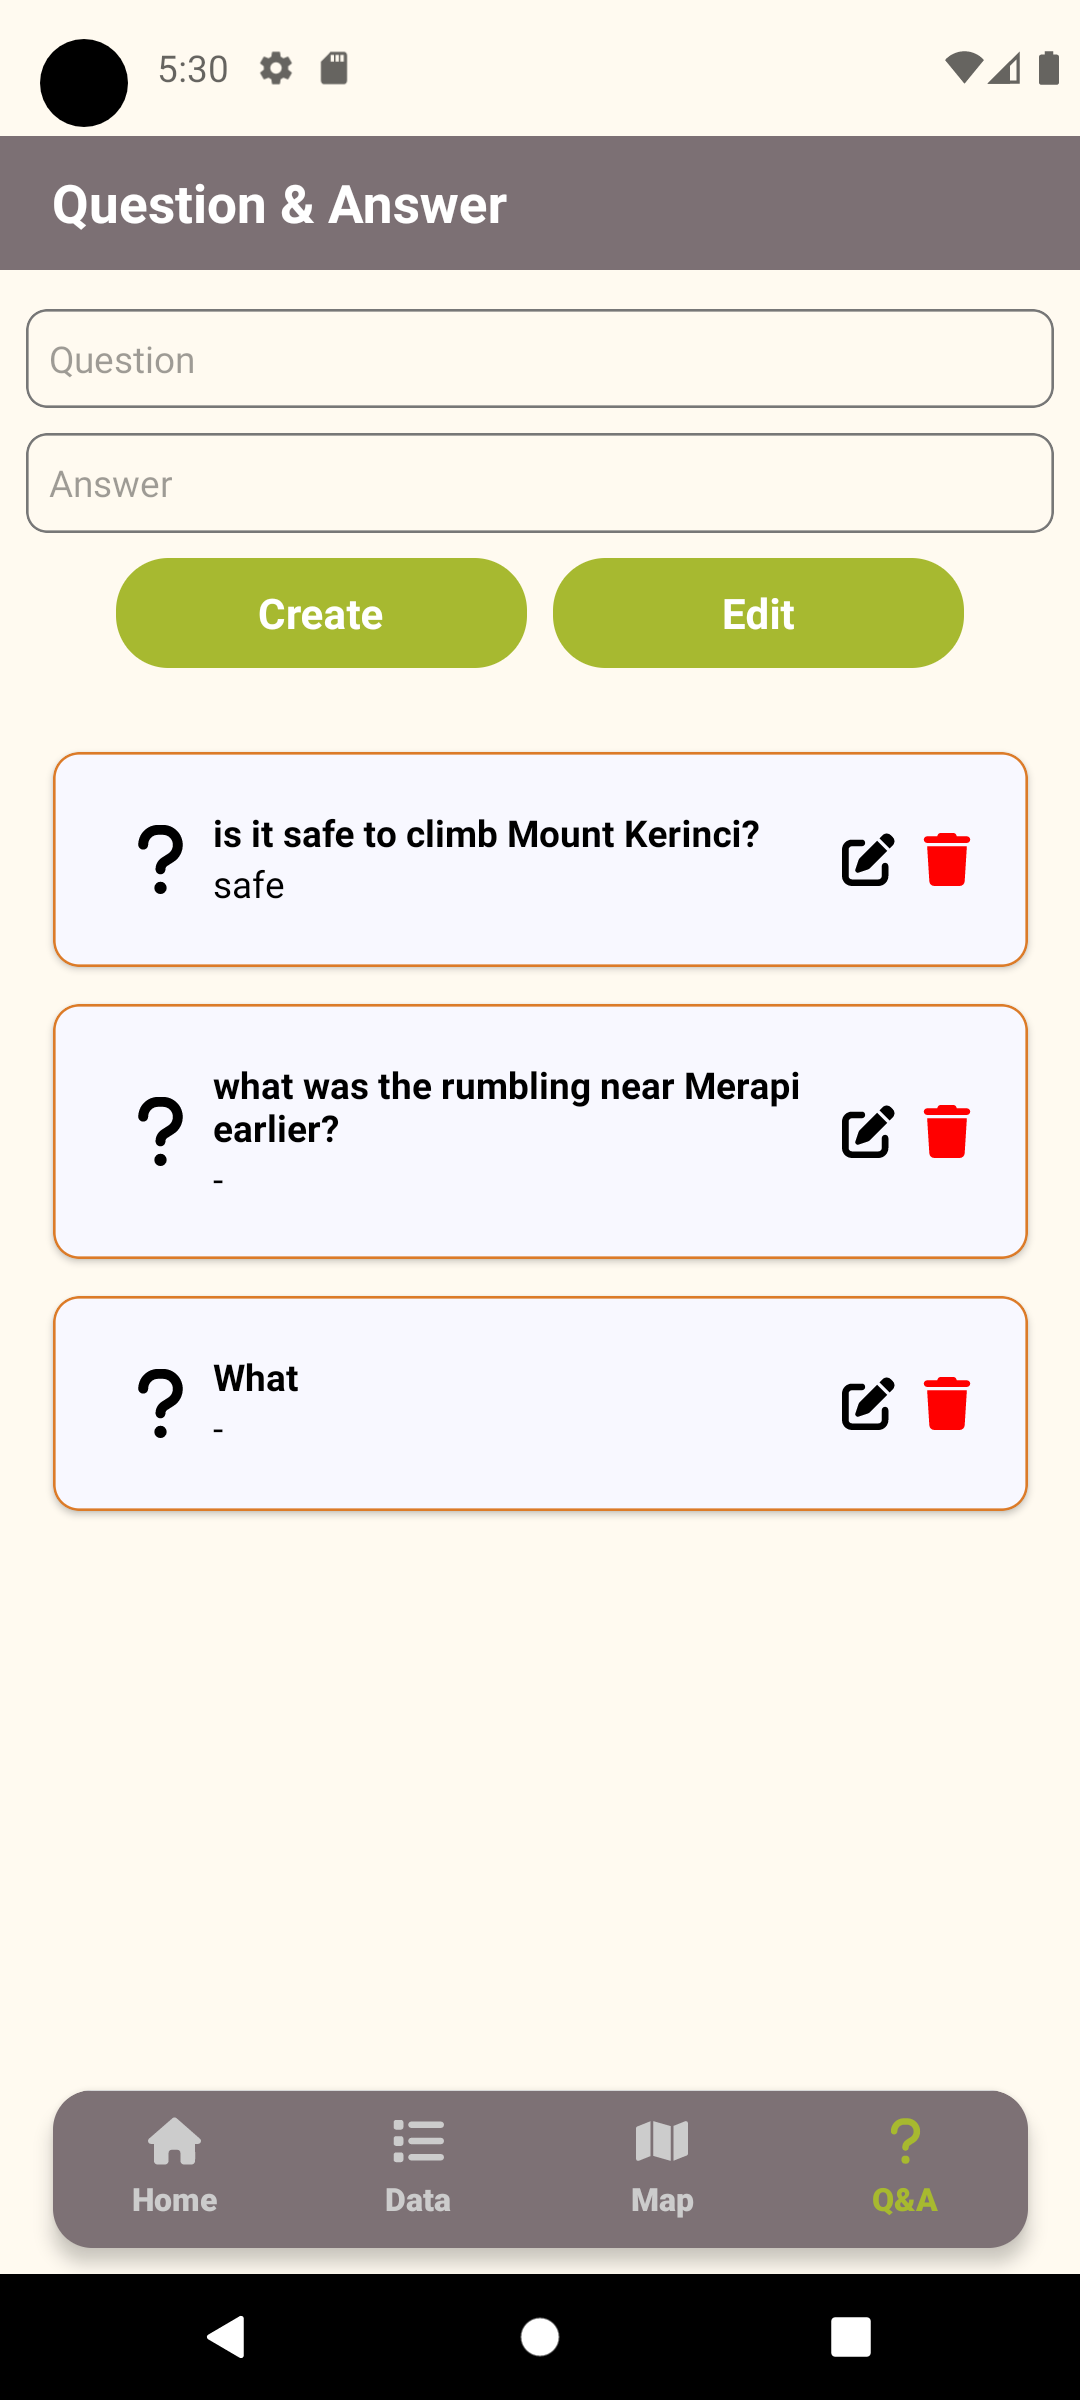 5:30
Question & Answer
Question
Answer
Create
Edit
is it safe to climb Mount Kerinci?
safe
what was the rumbling near Merapi
earlier?
-
What
-
Home
Data
Map
Q&A